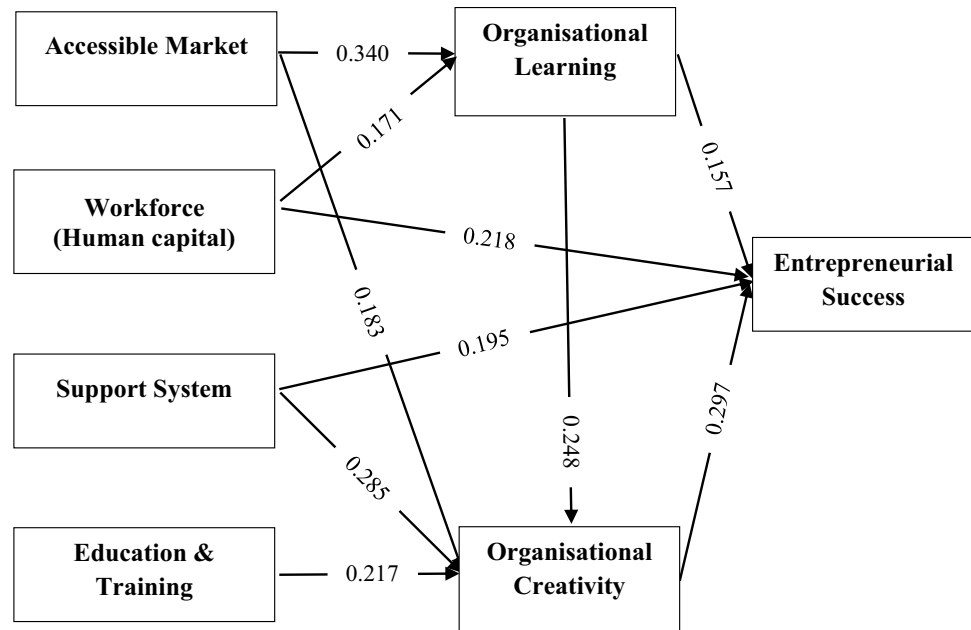 Accessible Market
0.340
Organisational
Learning
0.171
0.157
Workforce
(Human capital)
0.218
Entrepreneurial
Success
0.183
0.195
Support System
0.297
0.248
0.285
Education &
Training
0.217
Organisational
Creativity